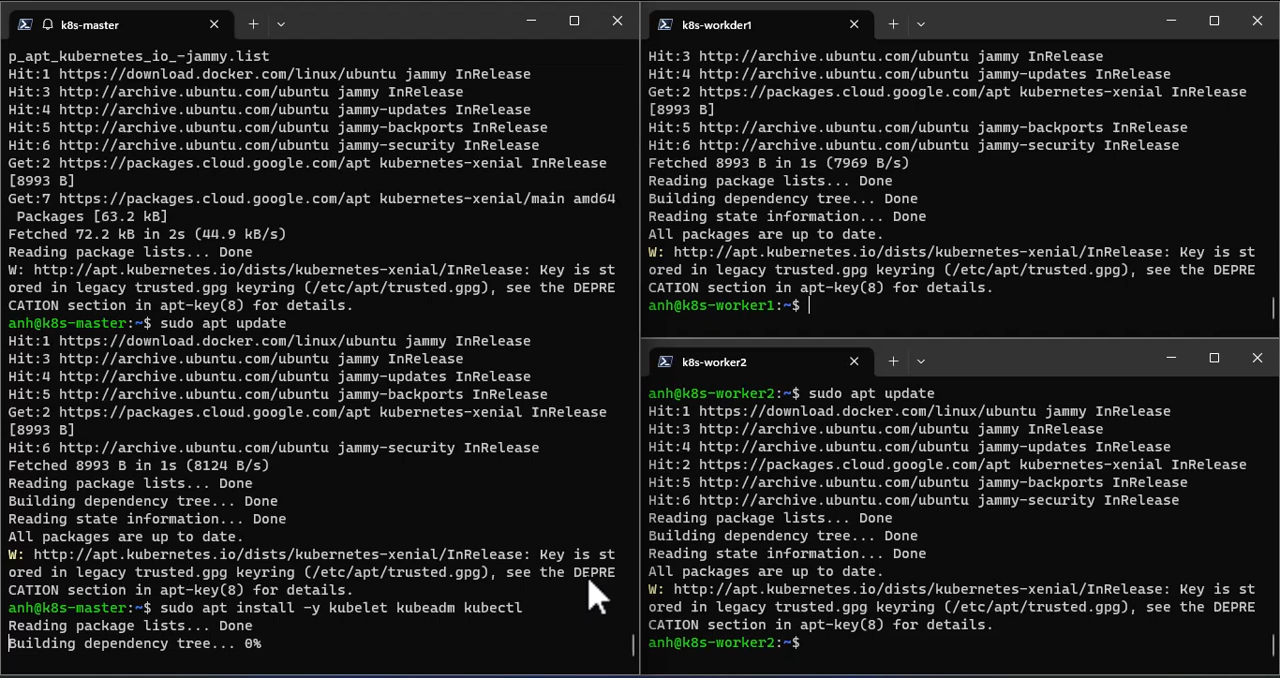 k8s-master
p_apt_kubernetes_io_-jammy.list
Hit:1 https://download.docker.com/linux/ubuntu jammy InRelease
Hit:3 http://archive.ubuntu.com/ubuntu jammy InRelease
Hit:4 http://archive.ubuntu.com/ubuntu jammy-updates InRelease
Hit:5 http://archive.ubuntu.com/ubuntu jammy-backports InRelease
Hit:6 http://archive.ubuntu.com/ubuntu jammy-security InRelease
Get:2 https://packages.cloud.google.com/apt kubernetes-xenial InRelease
[8993 B]
Get:7 https://packages.cloud.google.com/apt kubernetes-xenial/main amd64
Packages [63.2 kB]
Fetched 72.2 kB in 2s (44.9 kB/s)
Reading package lists... Done
W: http://apt.kubernetes.io/dists/kubernetes-xenial/InRelease: Key is st
ored in legacy trusted.gpg keyring (/etc/apt/trusted.gpg), see the DEPRE
CATION section in apt-key(8) for details.
anh@k8s-master:~$ sudo apt update
Hit:1 https://download.docker.com/linux/ubuntu jammy InRelease
Hit:3 http://archive.ubuntu.com/ubuntu jammy InRelease
Hit:4 http://archive.ubuntu.com/ubuntu jammy-updates InRelease
Hit:5 http://archive.ubuntu.com/ubuntu jammy-backports InRelease
Get:2 https://packages.cloud.google.com/apt kubernetes-xenial InRelease
[8993 B]
Hit:6 http://archive.ubuntu.com/ubuntu jammy-security InRelease
Fetched 8993 B in 1s (8124 B/s)
Reading package lists... Done
Building dependency tree... Done
Reading state information... Done
All packages are up to date.
W: http://apt.kubernetes.io/dists/kubernetes-xenial/InRelease: Key is st
ored in legacy trusted.gpg keyring (/etc/apt/trusted.gpg), see the DEPRE
CATION section in apt-key(8) for details.
anh@k8s-master:~$ sudo apt install -y kubelet kubeadm kubectl
Reading package lists... Done
Building dependency tree... 0%
k8s-workder1
Hit:3 http://archive.ubuntu.com/ubuntu jammy InRelease
Hit:4 http://archive.ubuntu.com/ubuntu jammy-updates InRelease
Get:2 https://packages.cloud.google.com/apt kubernetes-xenial InRelease
[8993 B]
Hit:5 http://archive.ubuntu.com/ubuntu jammy-backports InRelease
Hit:6 http://archive.ubuntu.com/ubuntu jammy-security InRelease
Fetched 8993 B in 1s (7969 B/s)
Reading package lists... Done
Building dependency tree... Done
Reading state information... Done
All packages are up to date.
W: http://apt.kubernetes.io/dists/kubernetes-xenial/InRelease: Key is st
ored in legacy trusted.gpg keyring (/etc/apt/trusted.gpg), see the DEPRE
CATION section in apt-key(8) for details.
anh@k8s-worker1:~$
k8s-worker2
anh@k8s-worker2:~$ sudo apt update
Hit:1 https://download.docker.com/linux/ubuntu jammy InRelease
Hit:3 http://archive.ubuntu.com/ubuntu jammy InRelease
Hit:4 http://archive.ubuntu.com/ubuntu jammy-updates InRelease
Hit:2 https://packages.cloud.google.com/apt kubernetes-xenial InRelease
Hit:5 http://archive.ubuntu.com/ubuntu jammy-backports InRelease
Hit:6 http://archive.ubuntu.com/ubuntu jammy-security InRelease
Reading package lists... Done
Building dependency tree... Done
Reading state information... Done
All packages are up to date.
W: http://apt.kubernetes.io/dists/kubernetes-xenial/InRelease: Key is st
ored in legacy trusted.gpg keyring (/etc/apt/trusted.gpg), see the DEPRE
CATION section in apt-key(8) for details.
anh@k8s-worker2:~$